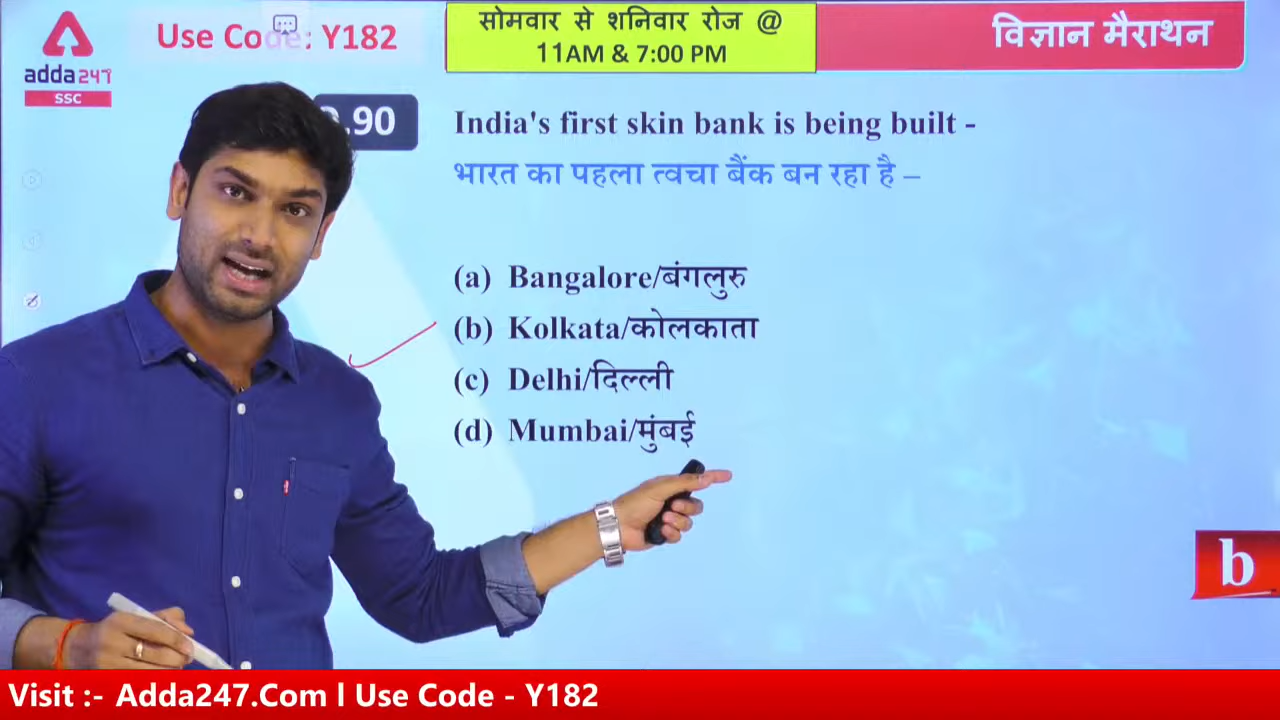 adda247
SSC
Use Code: Y182
सोमवार से शनिवार रोज @
11AM & 7:00 PM
विज्ञान मैराथन
.90
India's first skin bank is being built -
भारत का पहला त्वचा बैंक बन रहा है –
(a) Bangalore/बंगलुरु
(b) Kolkata/कोलकाता
(c) Delhi/दिल्ली
(d) Mumbai/मुंबई
b
Visit :- Adda247.Com l Use Code - Y182